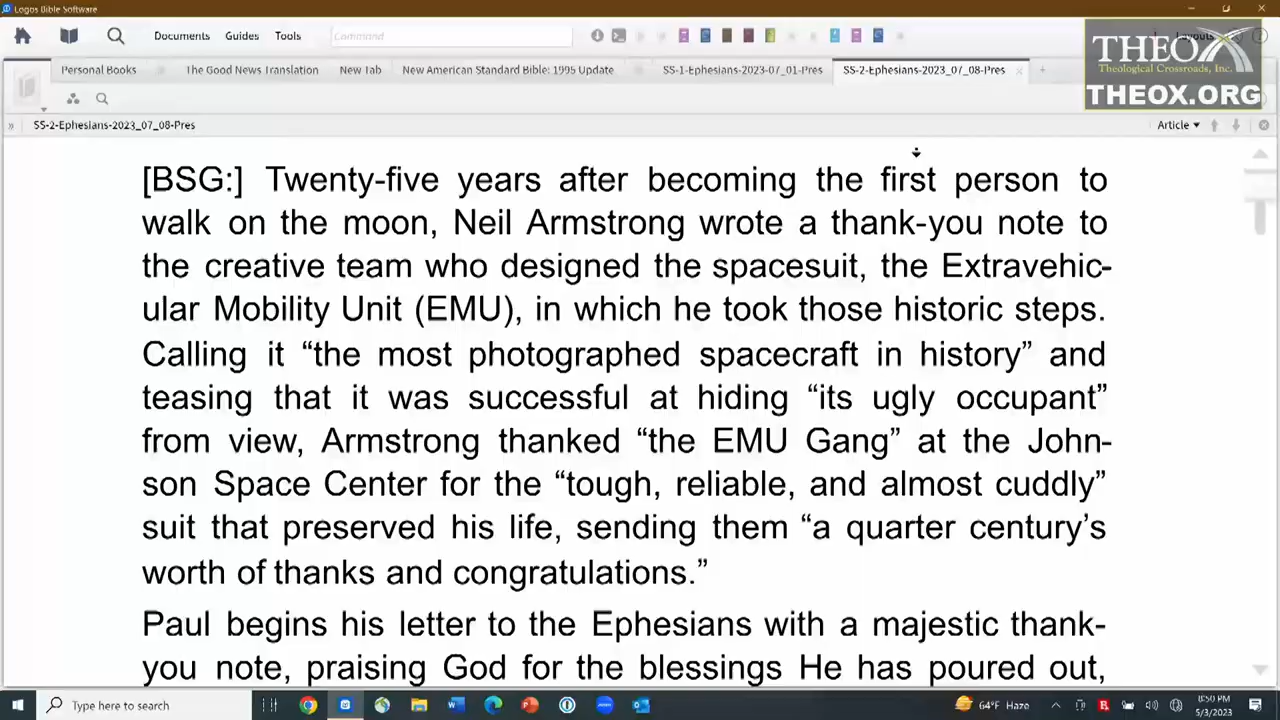 Logos Bible Software
Documents Guides Tools Command
THEOX
Theological Crossroads, Inc.
THEOX.ORG
Personal Books The Good News Translation New Tab SS-1-Ephesians-2023-07_01-Pres SS-2-Ephesians-2023_07_08-Pres
SS-2-Ephesians-2023_07_08-Pres Article
[BSG:] Twenty-five years after becoming the first person to
walk on the moon, Neil Armstrong wrote a thank-you note to
the creative team who designed the spacesuit, the Extravehic-
ular Mobility Unit (EMU), in which he took those historic steps.
Calling it “the most photographed spacecraft in history” and
teasing that it was successful at hiding “its ugly occupant”
from view, Armstrong thanked “the EMU Gang” at the John-
son Space Center for the “tough, reliable, and almost cuddly”
suit that preserved his life, sending them “a quarter century’s
worth of thanks and congratulations.”
Paul begins his letter to the Ephesians with a majestic thank-
you note, praising God for the blessings He has poured out,
Type here to search
64°F Haze
8:50 PM
5/3/2023